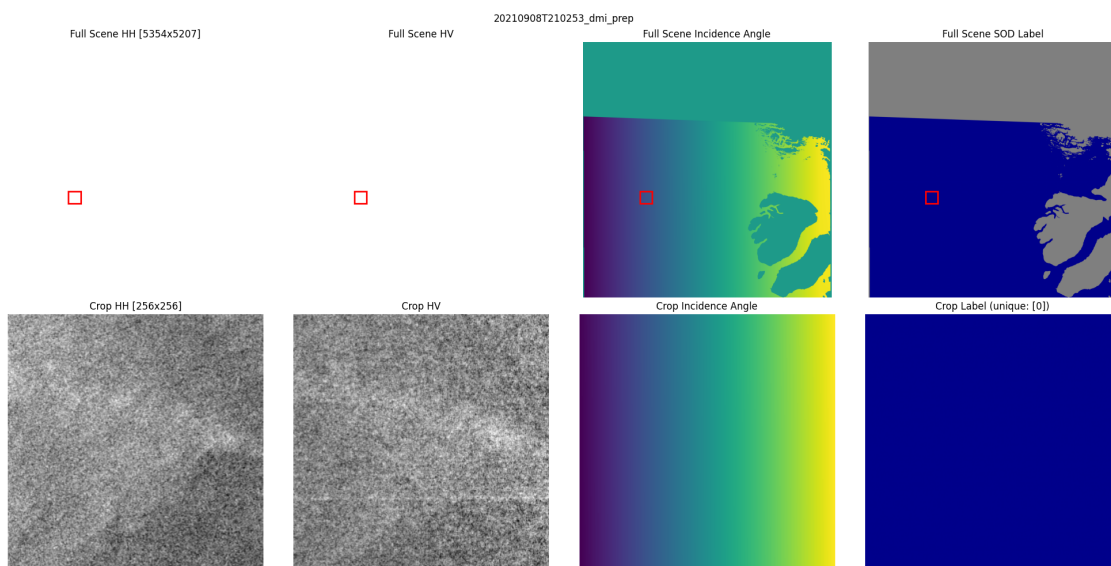 20210908T210253_dmi_prep
Full Scene HH [5354x5207]
Full Scene HV
Full Scene Incidence Angle
Full Scene SOD Label
Crop HH [256x256]
Crop HV
Crop Incidence Angle
Crop Label (unique: [0])